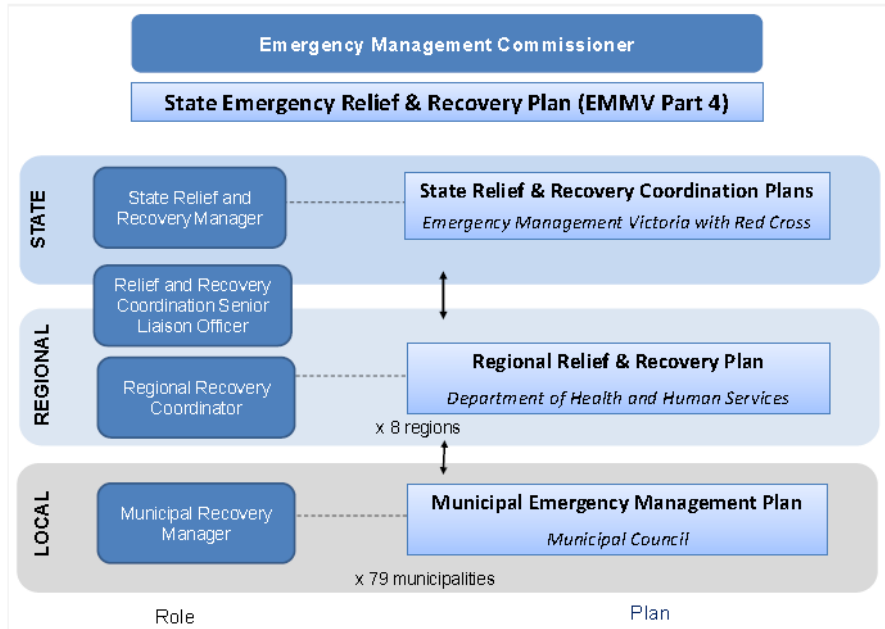 Emergency Management Commissioner
State Emergency Relief & Recovery Plan (EMMV Part 4)
STATE
State Relief and
Recovery Manager
State Relief & Recovery Coordination Plans
Emergency Management Victoria with Red Cross
Relief and Recovery
Coordination Senior
Liaison Officer
REGIONAL
Regional Recovery
Coordinator
Regional Relief & Recovery Plan
Department of Health and Human Services
x 8 regions
LOCAL
Municipal Recovery
Manager
Municipal Emergency Management Plan
Municipal Council
x 79 municipalities
Role
Plan